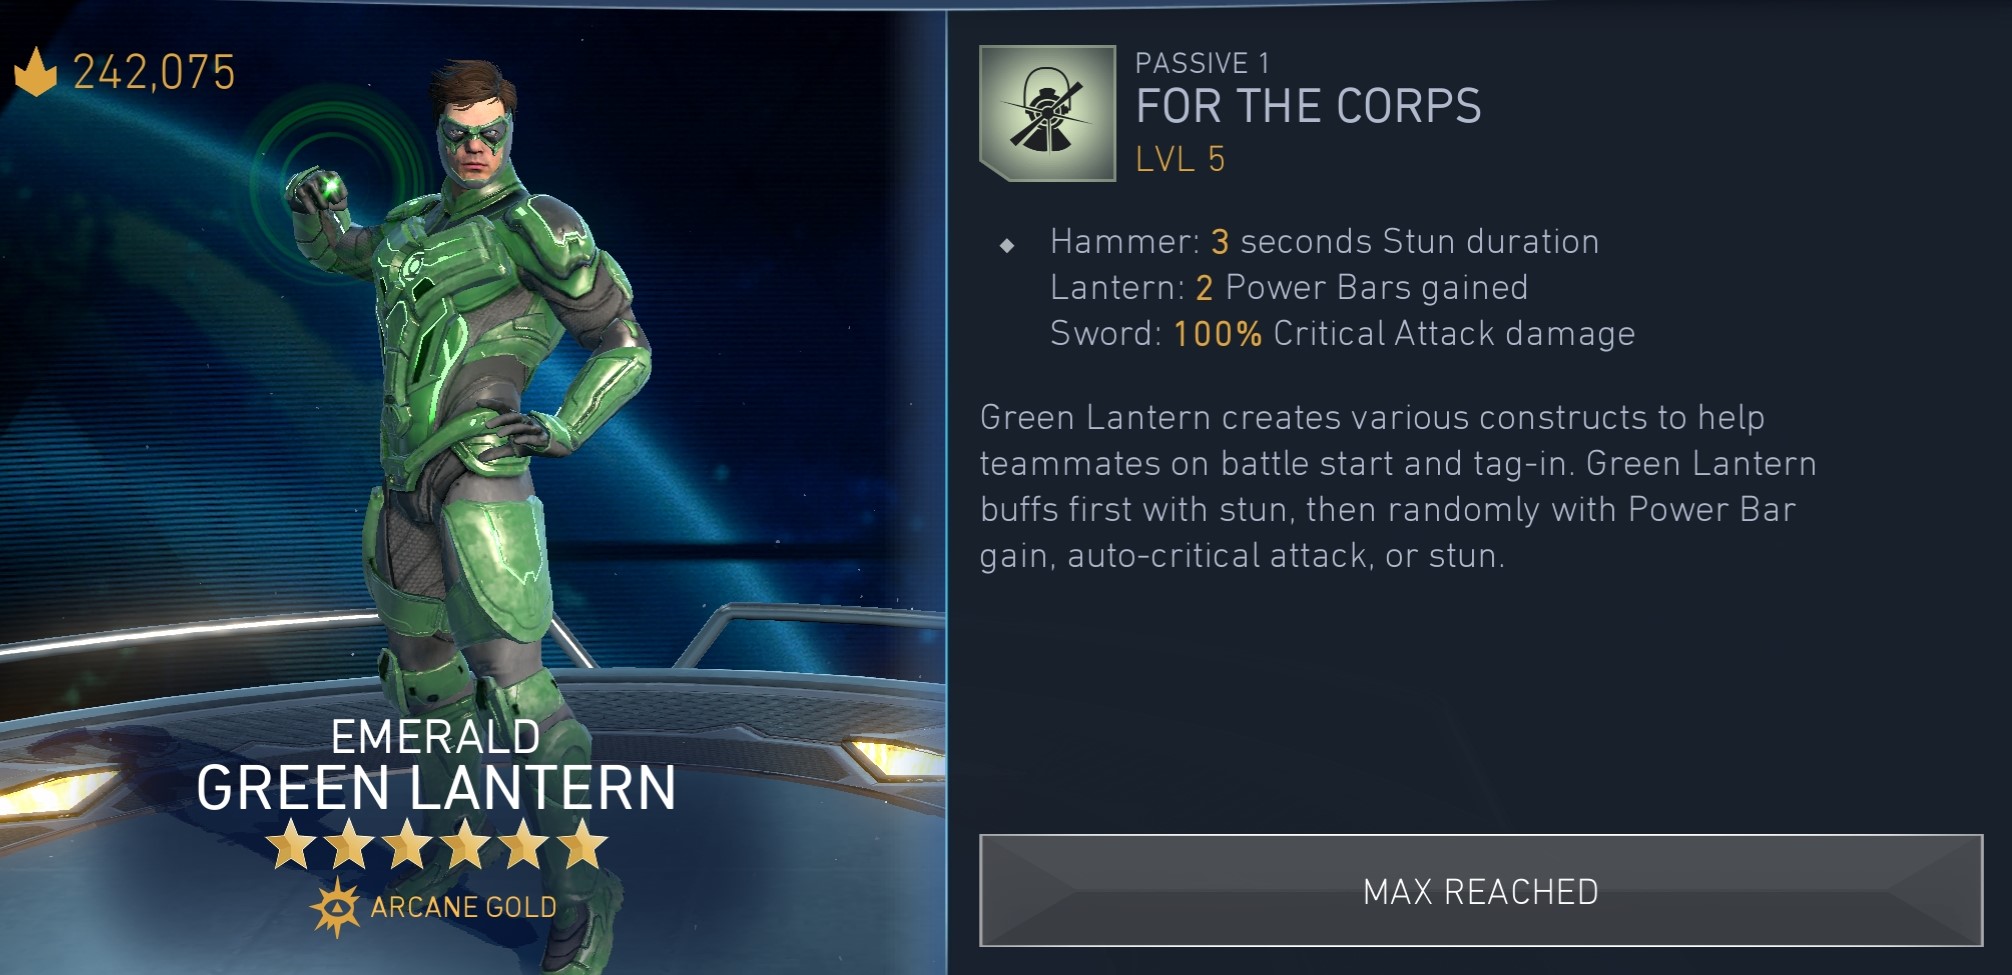 242,075
EMERALD
GREEN LANTERN
ARCANE GOLD
PASSIVE 1
FOR THE CORPS
LVL 5
Hammer: 3 seconds Stun duration
Lantern: 2 Power Bars gained
Sword: 100% Critical Attack damage
Green Lantern creates various constructs to help
teammates on battle start and tag-in. Green Lantern
buffs first with stun, then randomly with Power Bar
gain, auto-critical attack, or stun.
MAX REACHED